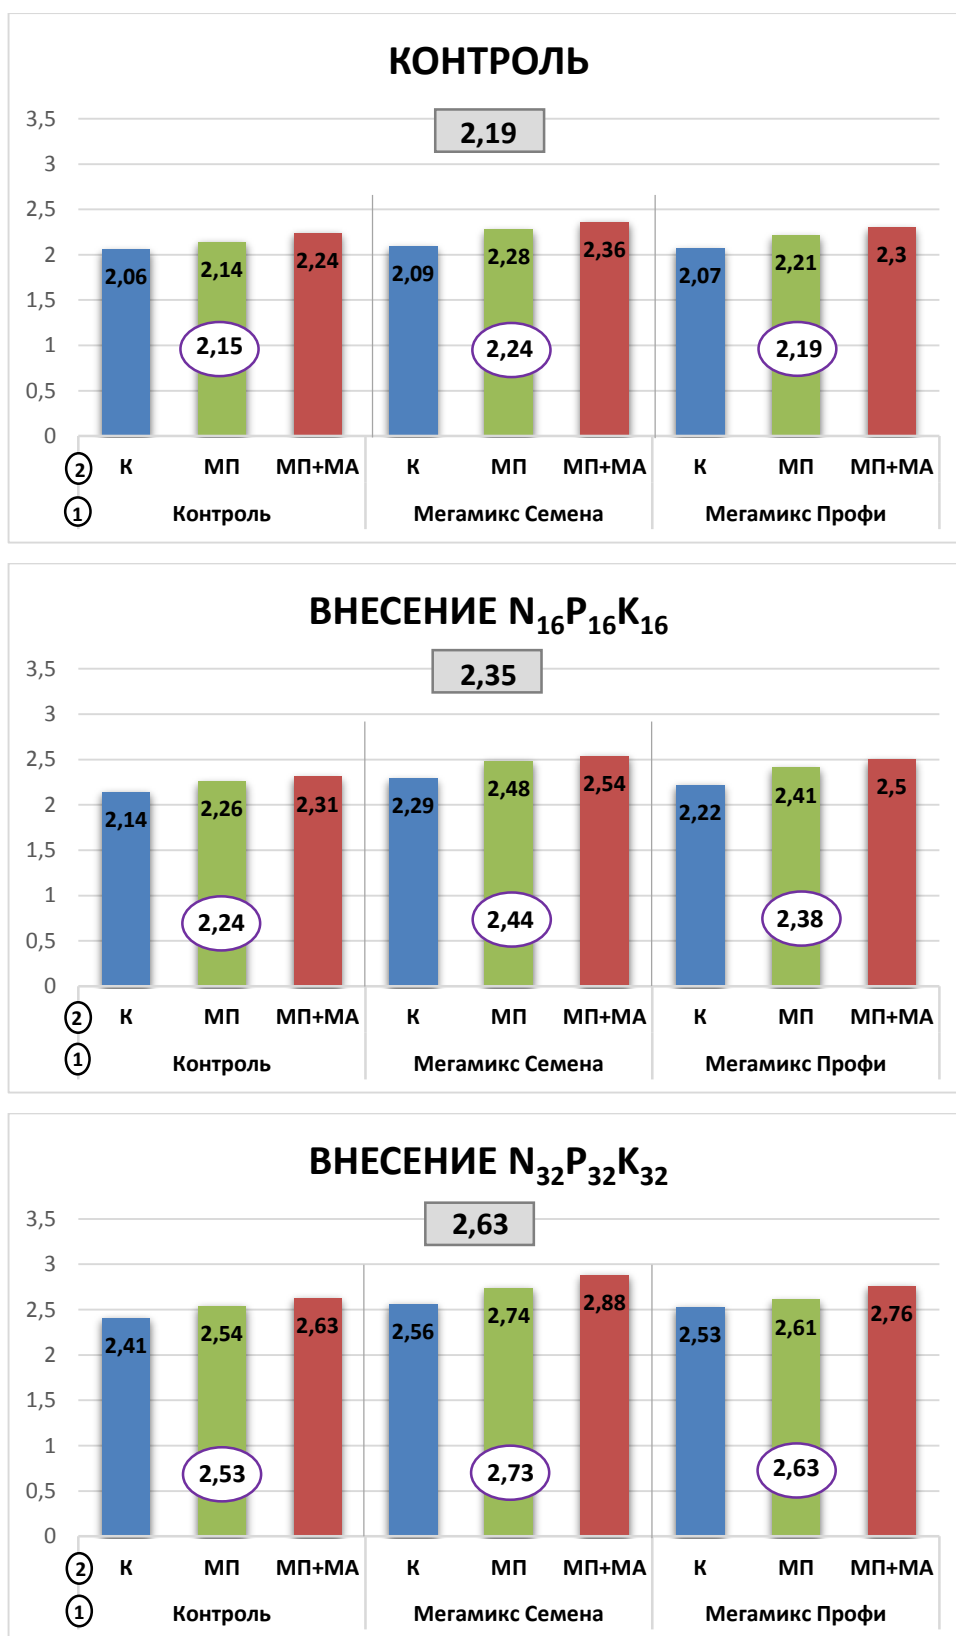 КОНТРОЛЬ
2,19
3,5
3
2,5
2
1,5
1
0,5
0
2,06 2,14 2,24 2,09 2,28 2,36 2,07 2,21 2,3
2,15 2,24 2,19
2 К МП МП+МА К МП МП+МА К МП МП+МА
1 Контроль Мегамикс Семена Мегамикс Профи
ВНЕСЕНИЕ N16P16K16
2,35
3,5
3
2,5
2
1,5
1
0,5
0
2,14 2,26 2,31 2,29 2,48 2,54 2,22 2,41 2,5
2,24 2,44 2,38
2 К МП МП+МА К МП МП+МА К МП МП+МА
1 Контроль Мегамикс Семена Мегамикс Профи
ВНЕСЕНИЕ N32P32K32
2,63
3,5
3
2,5
2
1,5
1
0,5
0
2,41 2,54 2,63 2,56 2,74 2,88 2,53 2,61 2,76
2,53 2,73 2,63
2 К МП МП+МА К МП МП+МА К МП МП+МА
1 Контроль Мегамикс Семена Мегамикс Профи